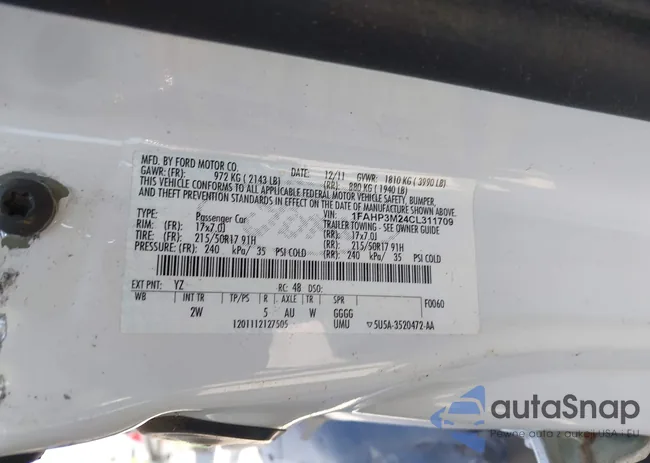 MFD. BY FORD MOTOR CO.
DATE: 12/11 GVWR: 1810 KG ( 3990 LB)
GAWR: (FR): 972 KG ( 2143 LB) (RR): 880 KG ( 1940 LB)
THIS VEHICLE CONFORMS TO ALL APPLICABLE FEDERAL MOTOR VEHICLE SAFETY, BUMPER,
AND THEFT PREVENTION STANDARDS IN EFFECT ON THE DATE OF MANUFACTURE SHOWN ABOVE.
VIN: 1FAHP3M24CL311709
TYPE: Passenger Car TRAILER TOWING - SEE OWNER GUIDE
RIM: (FR): 17x7.0J (RR): 17x7.0J
TIRE: (FR): 215/50R17 91H (RR): 215/50R17 91H
PRESSURE: (FR): 240 kPa/ 35 PSI COLD (RR): 240 kPa/ 35 PSI COLD
EXT PNT: YZ RC: 48 DSO:
WB INT TR TP/PS R AXLE TR SPR F0060
2W 5 AU W GGGG
1201112127505 UMU ▽5U5A-3520472-AA
autaSnap
Pewne auto z aukcji USA i EU